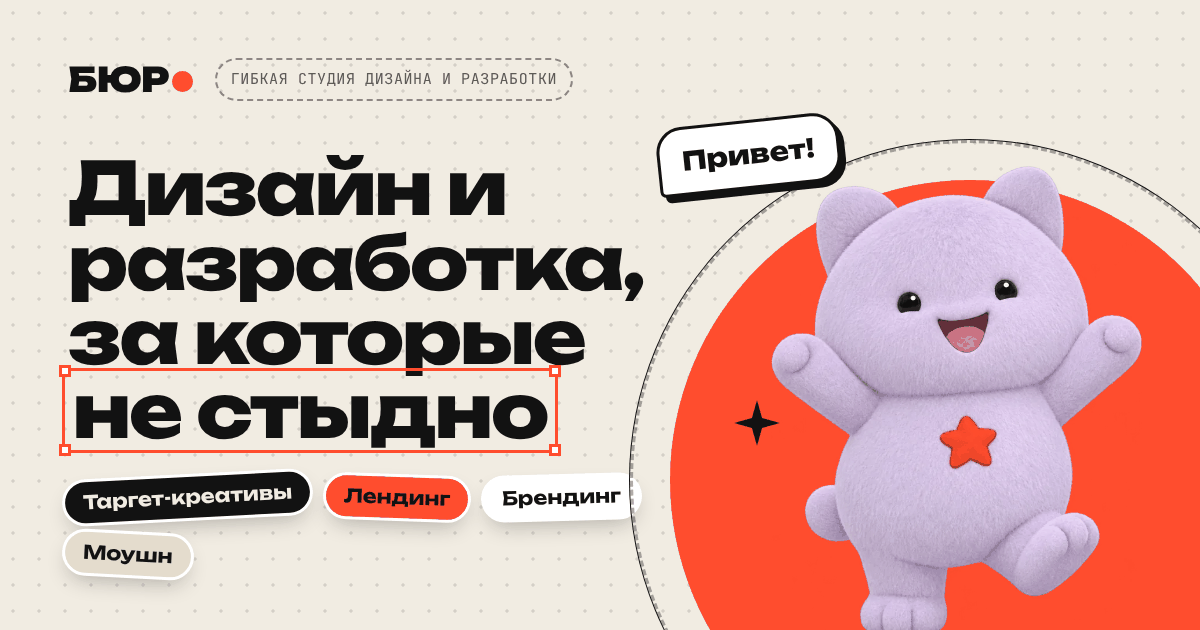 БЮР
ГИБКАЯ СТУДИЯ ДИЗАЙНА И РАЗРАБОТКИ
Привет!
Дизайн и
разработка,
за которые
не стыдно
Таргет-креативы
Лендинг
Брендинг
Моушн